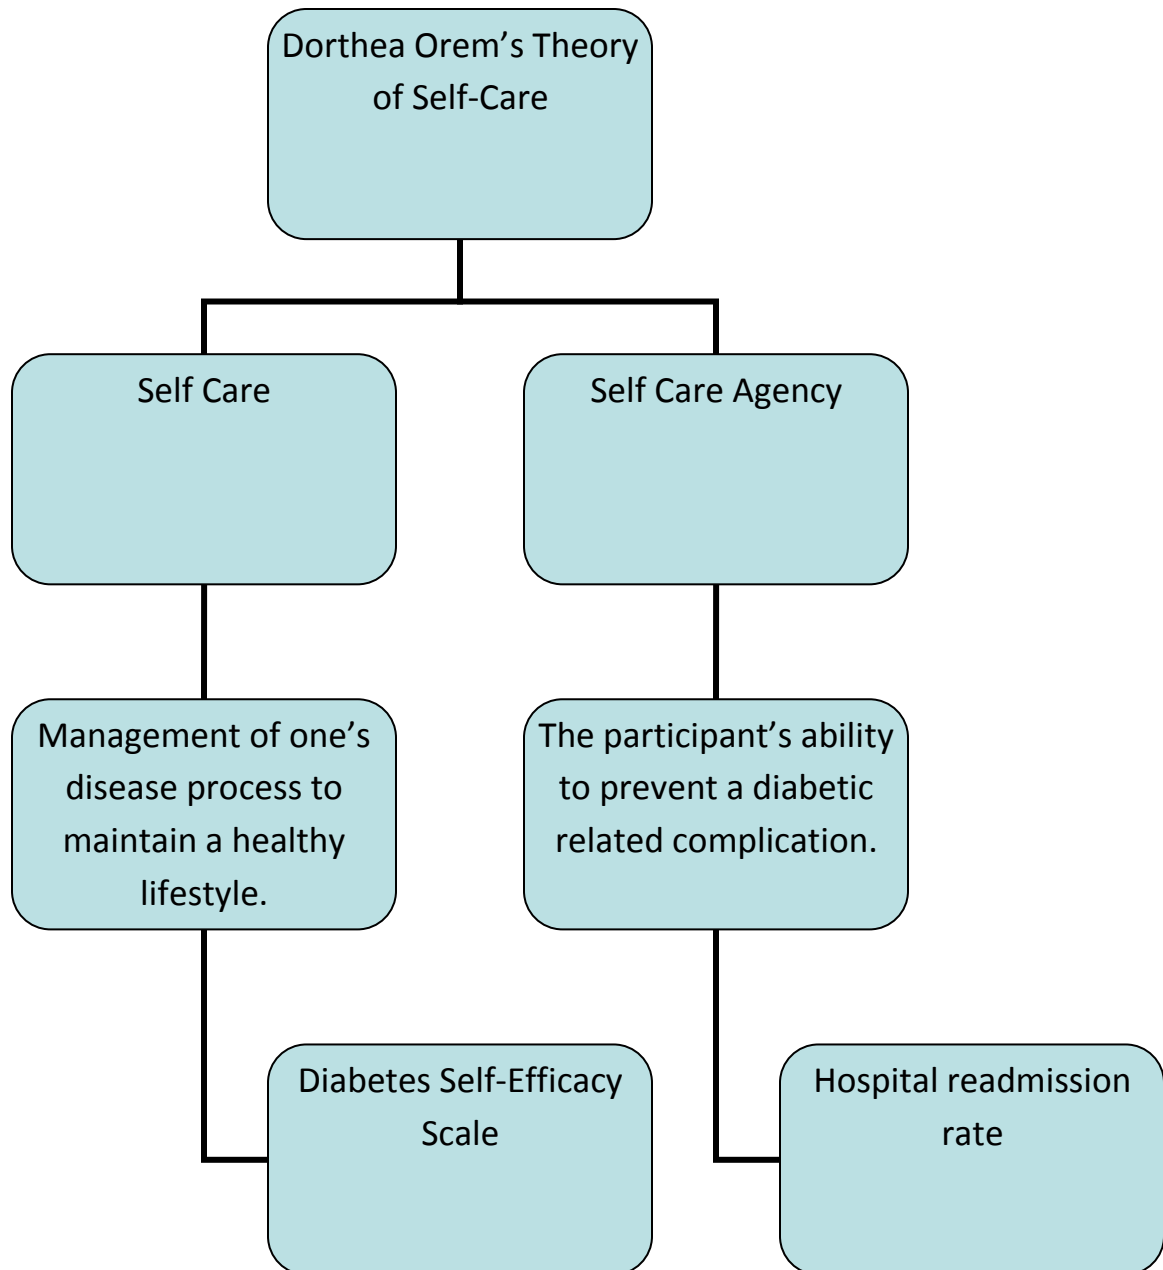 Dorthea Orem’s Theory
of Self-Care
Self Care
Self Care Agency
Management of one’s
disease process to
maintain a healthy
lifestyle.
The participant’s ability
to prevent a diabetic
related complication.
Diabetes Self-Efficacy
Scale
Hospital readmission
rate